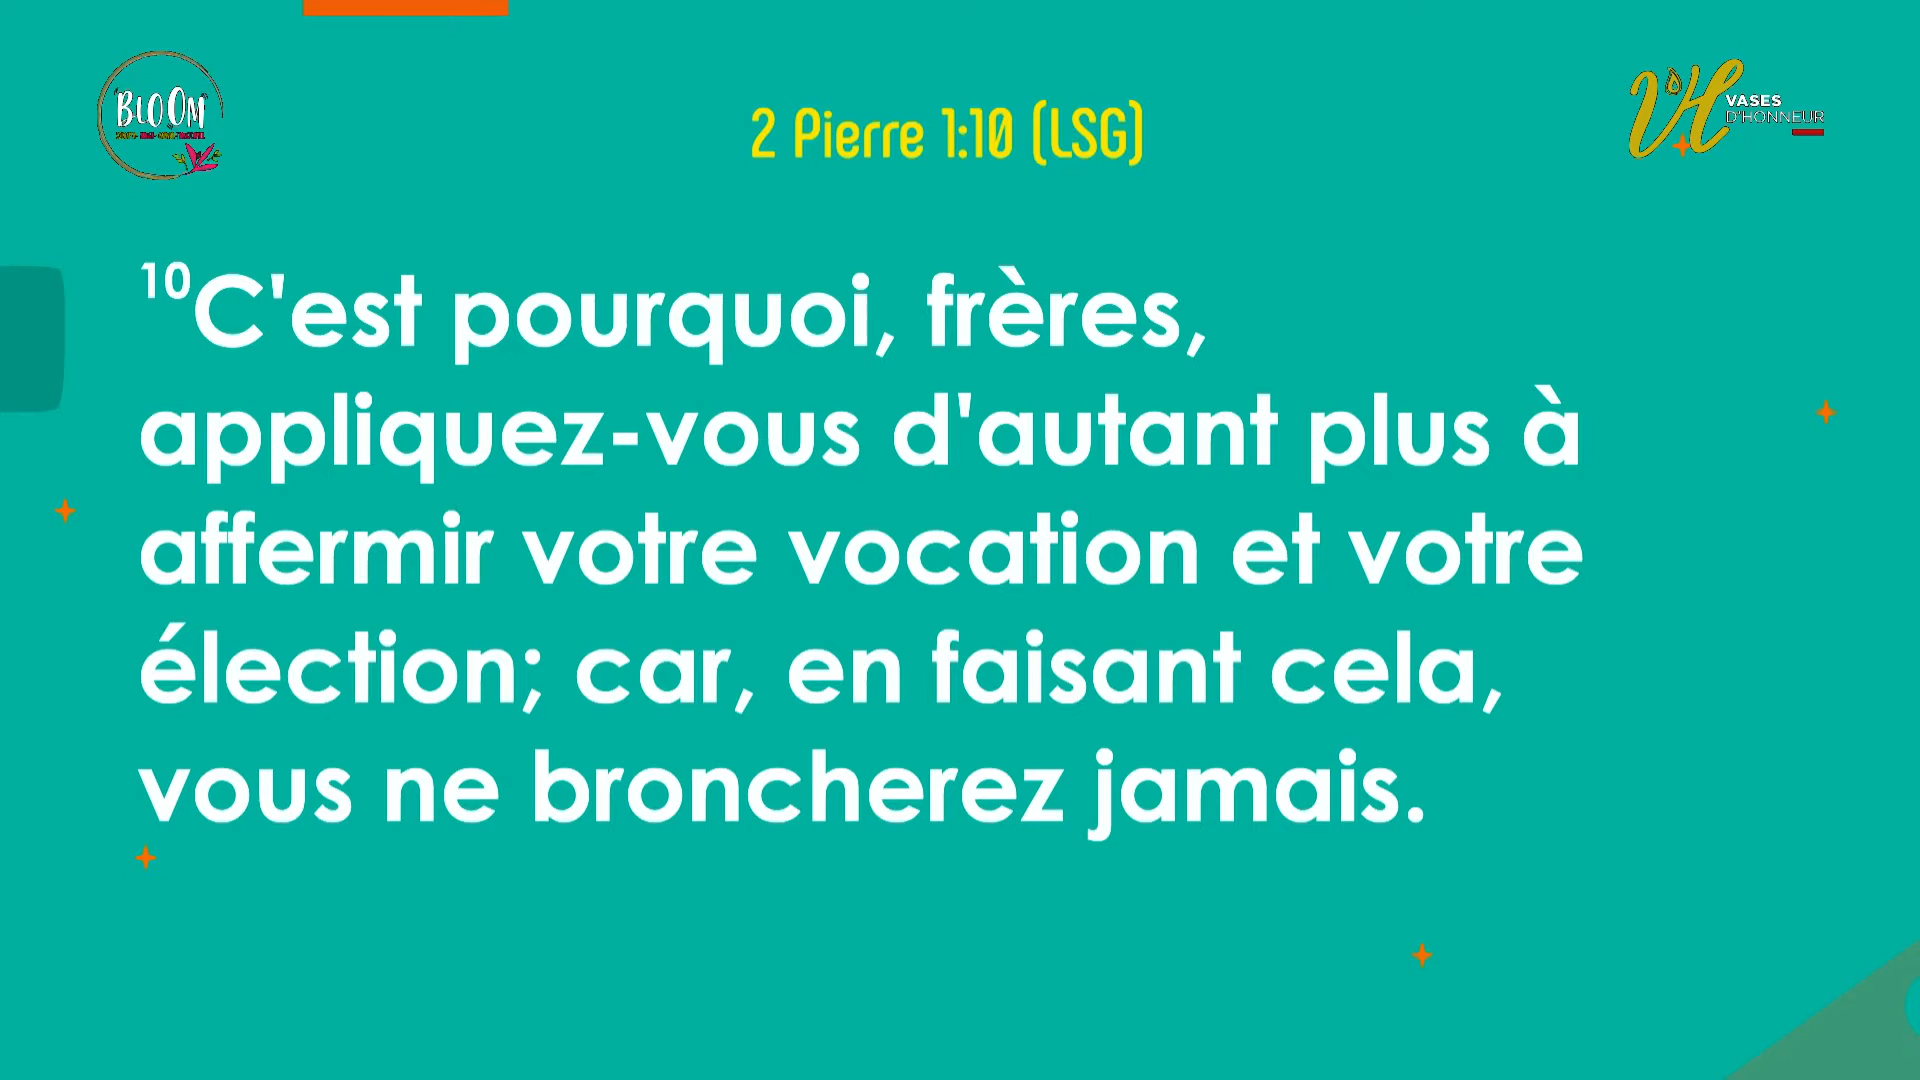 BLOOM
2 Pierre 1:10 (LSG)
VASES
D'HONNEUR
10C'est pourquoi, frères,
appliquez-vous d'autant plus à
affermir votre vocation et votre
élection; car, en faisant cela,
vous ne broncherez jamais.